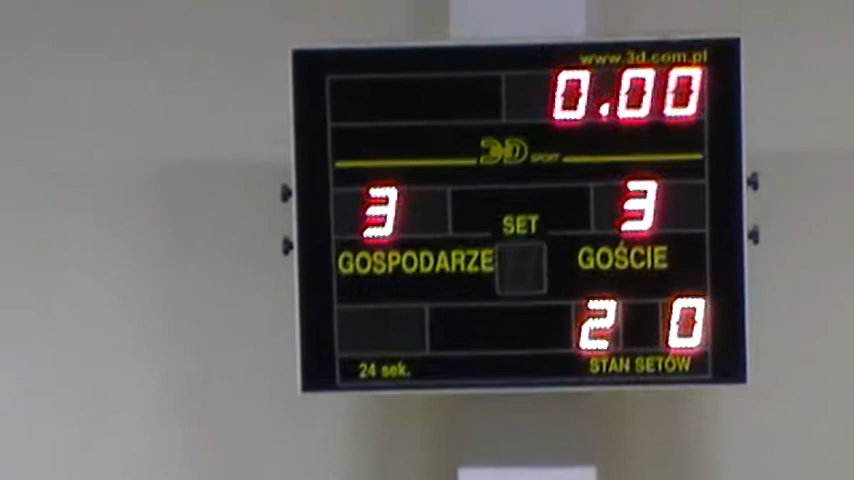 www.3d.com.pl
0.00
3D SPORT
3 3
SET
GOSPODARZE GOŚCIE
2 0
24 sek. STAN SETÓW